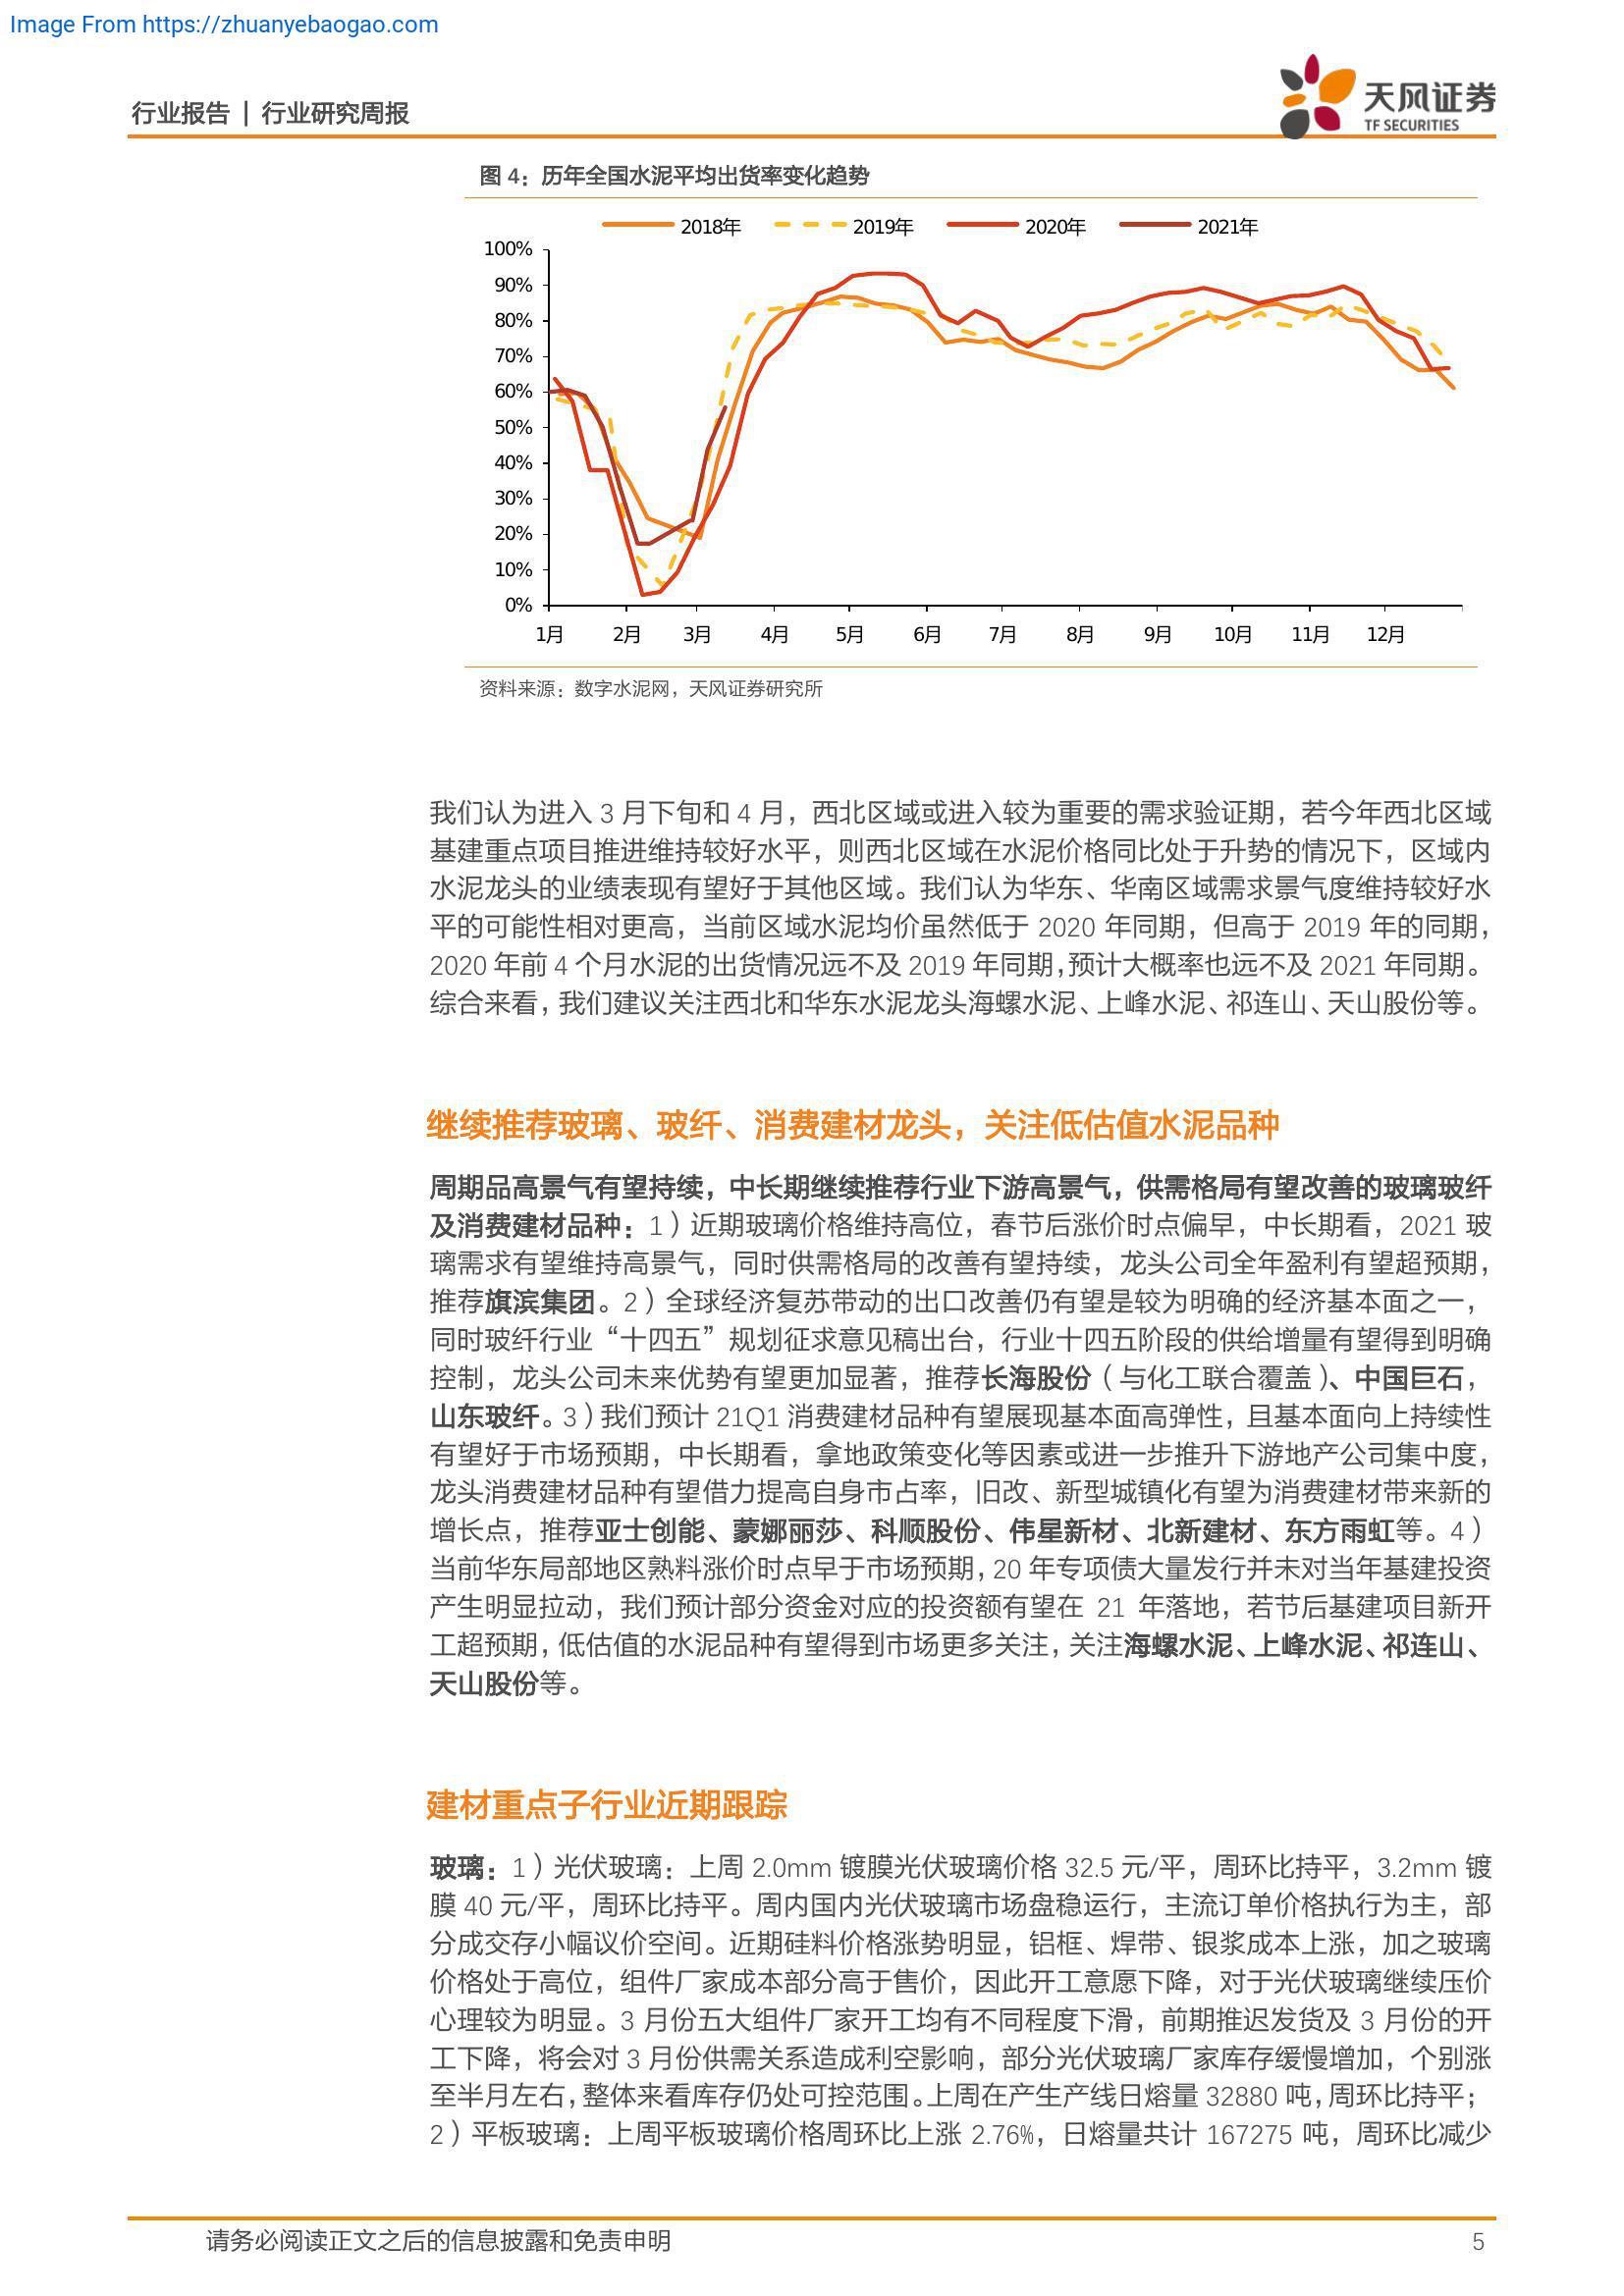 Image From https://zhuanyebaogao.com
行业报告 | 行业研究周报
天风证券
TF SECURITIES
图 4：历年全国水泥平均出货率变化趋势
2018年 2019年 2020年 2021年
100%
90%
80%
70%
60%
50%
40%
30%
20%
10%
0%
1月 2月 3月 4月 5月 6月 7月 8月 9月 10月 11月 12月
资料来源：数字水泥网，天风证券研究所
我们认为进入 3 月下旬和 4 月，西北区域或进入较为重要的需求验证期，若今年西北区域
基建重点项目推进维持较好水平，则西北区域在水泥价格同比处于升势的情况下，区域内
水泥龙头的业绩表现有望好于其他区域。我们认为华东、华南区域需求景气度维持较好水
平的可能性相对更高，当前区域水泥均价虽然低于 2020 年同期，但高于 2019 年的同期，
2020 年前 4 个月水泥的出货情况远不及 2019 年同期，预计大概率也远不及 2021 年同期。
综合来看，我们建议关注西北和华东水泥龙头海螺水泥、上峰水泥、祁连山、天山股份等。
继续推荐玻璃、玻纤、消费建材龙头，关注低估值水泥品种
周期品高景气有望持续，中长期继续推荐行业下游高景气，供需格局有望改善的玻璃玻纤
及消费建材品种：1）近期玻璃价格维持高位，春节后涨价时点偏早，中长期看，2021 玻
璃需求有望维持高景气，同时供需格局的改善有望持续，龙头公司全年盈利有望超预期，
推荐旗滨集团。2）全球经济复苏带动的出口改善仍有望是较为明确的经济基本面之一，
同时玻纤行业“十四五”规划征求意见稿出台，行业十四五阶段的供给增量有望得到明确
控制，龙头公司未来优势有望更加显著，推荐长海股份（与化工联合覆盖）、中国巨石，
山东玻纤。3）我们预计 21Q1 消费建材品种有望展现基本面高弹性，且基本面向上持续性
有望好于市场预期，中长期看，拿地政策变化等因素或进一步推升下游地产公司集中度，
龙头消费建材品种有望借力提高自身市占率，旧改、新型城镇化有望为消费建材带来新的
增长点，推荐亚士创能、蒙娜丽莎、科顺股份、伟星新材、北新建材、东方雨虹等。4）
当前华东局部地区熟料涨价时点早于市场预期，20 年专项债大量发行并未对当年基建投资
产生明显拉动，我们预计部分资金对应的投资额有望在 21 年落地，若节后基建项目新开
工超预期，低估值的水泥品种有望得到市场更多关注，关注海螺水泥、上峰水泥、祁连山、
天山股份等。
建材重点子行业近期跟踪
玻璃：1）光伏玻璃：上周 2.0mm 镀膜光伏玻璃价格 32.5 元/平，周环比持平，3.2mm 镀
膜 40 元/平，周环比持平。周内国内光伏玻璃市场盘稳运行，主流订单价格执行为主，部
分成交存小幅议价空间。近期硅料价格涨势明显，铝框、焊带、银浆成本上涨，加之玻璃
价格处于高位，组件厂家成本部分高于售价，因此开工意愿下降，对于光伏玻璃继续压价
心理较为明显。3 月份五大组件厂家开工均有不同程度下滑，前期推迟发货及 3 月份的开
工下降，将会对 3 月份供需关系造成利空影响，部分光伏玻璃厂家库存缓慢增加，个别涨
至半月左右，整体来看库存仍处可控范围。上周在产生产线日熔量 32880 吨，周环比持平；
2）平板玻璃：上周平板玻璃价格周环比上涨 2.76%，日熔量共计 167275 吨，周环比减少
请务必阅读正文之后的信息披露和免责申明
5